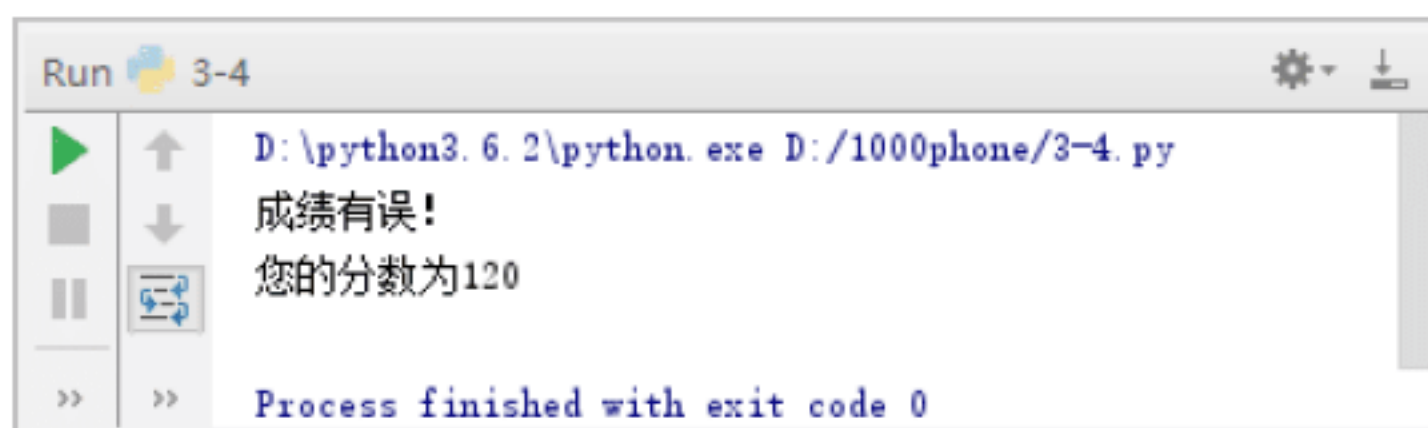 Run 3-4
D:\python3.6.2\python.exe D:/1000phone/3-4.py
成绩有误!
您的分数为120
Process finished with exit code 0